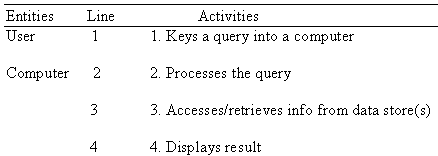 Entities Line Activities
User 1 1. Keys a query into a computer
Computer 2 2. Processes the query
3 3. Accesses/retrieves info from data store(s)
4 4. Displays result